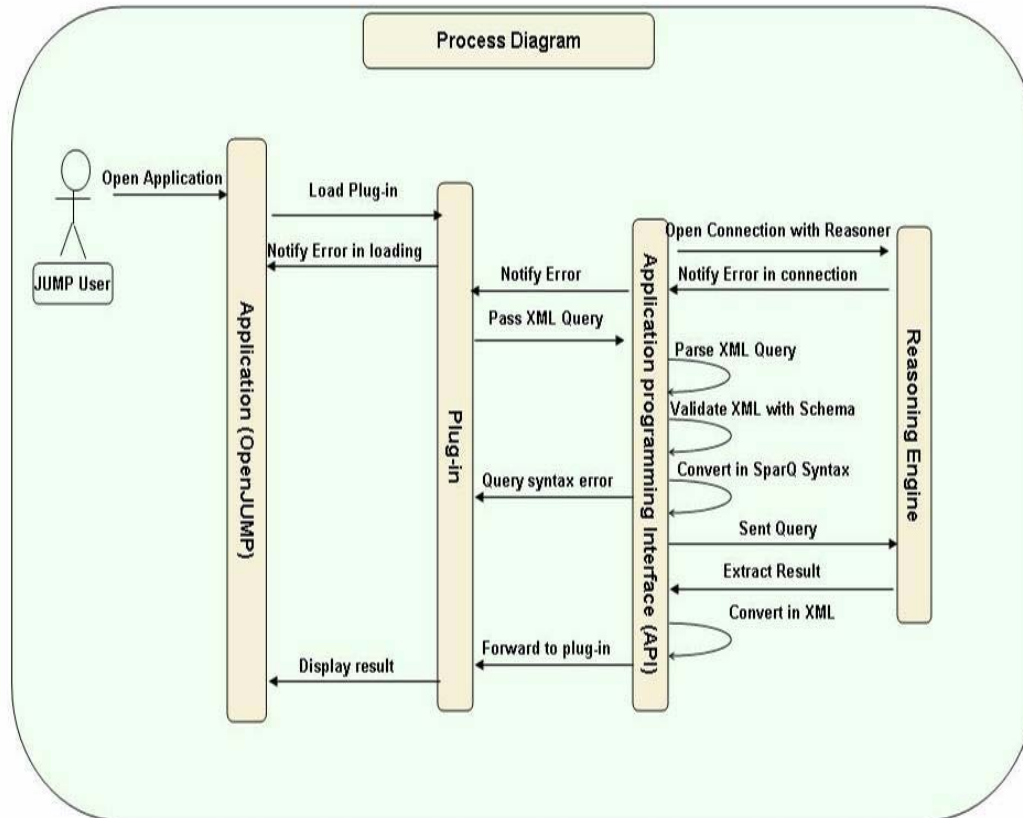 Process Diagram
Open Application
JUMP User
Application (OpenJUMP)
Load Plug-in
Notify Error in loading
Display result
Plug-in
Notify Error
Pass XML Query
Query syntax error
Forward to plug-in
Application programming Interface (API)
Open Connection with Reasoner
Notify Error in connection
Parse XML Query
Validate XML with Schema
Convert in SparQ Syntax
Sent Query
Extract Result
Convert in XML
Reasoning Engine